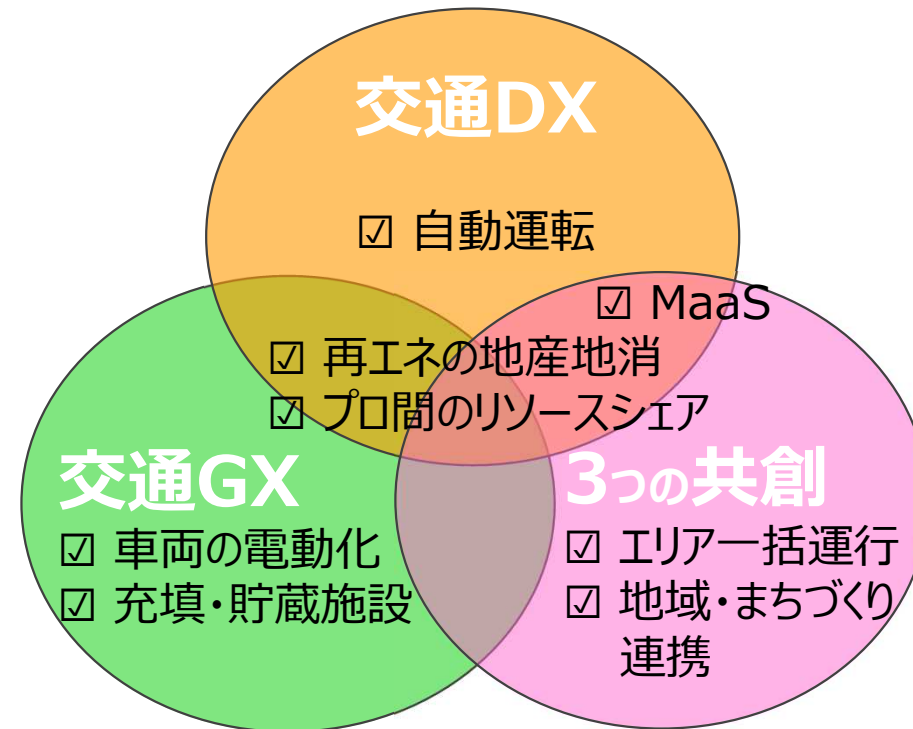 交通DX
☑ 自動運転
☑ MaaS
☑ 再エネの地産地消
☑ プロ間のリソースシェア
交通GX
☑ 車両の電動化
☑ 充填・貯蔵施設
3つの共創
☑ エリア一括運行
☑ 地域・まちづくり
連携